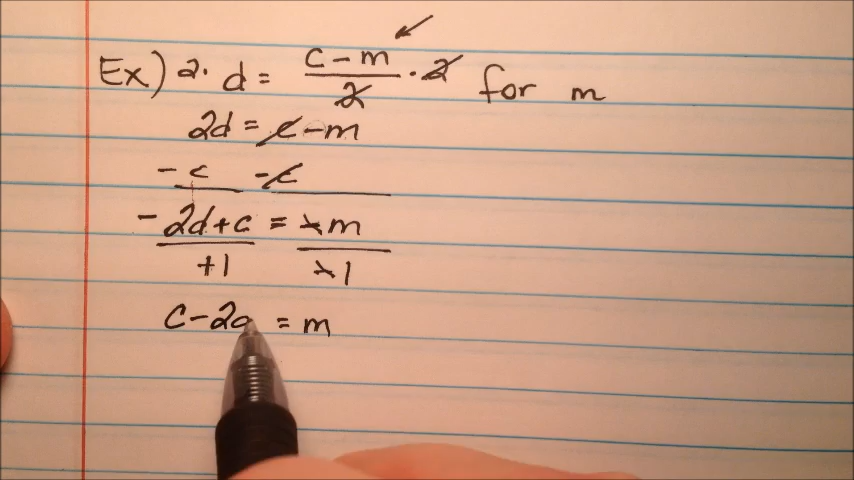 Ex) 2. d = c - m / 2 · 2 for m
2d = c - m
- c - c
- 2d + c = - m
+1 -1
c - 2d = m